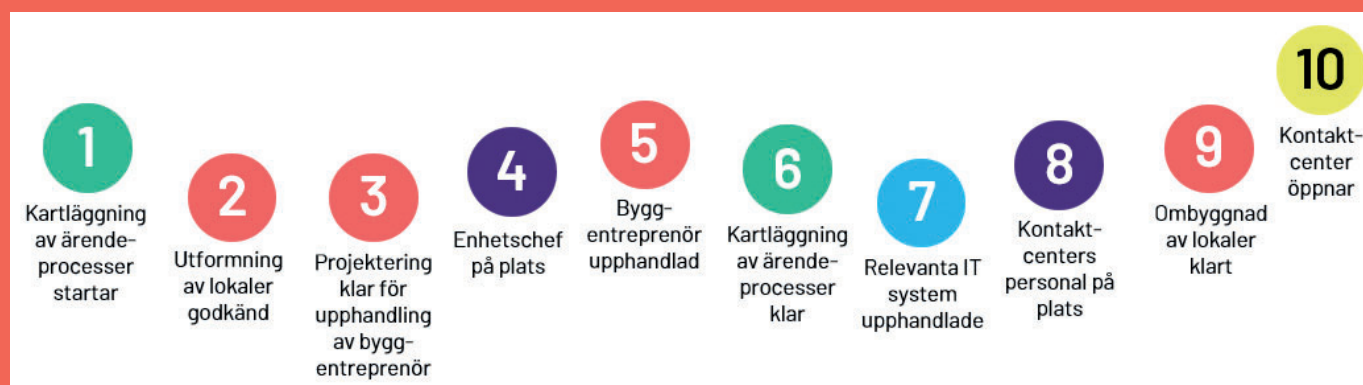 1
Kartläggning
av ärende-
processer
startar
2
Utformning
av lokaler
godkänd
3
Projektering
klar för
upphandling
av bygg-
entreprenör
4
Enhetschef
på plats
5
Bygg-
entreprenör
upphandlad
6
Kartläggning
av ärende-
processer
klar
7
Relevanta IT
system
upphandlade
8
Kontakt-
centers
personal på
plats
9
Ombyggnad
av lokaler
klart
10
Kontakt-
center
öppnar